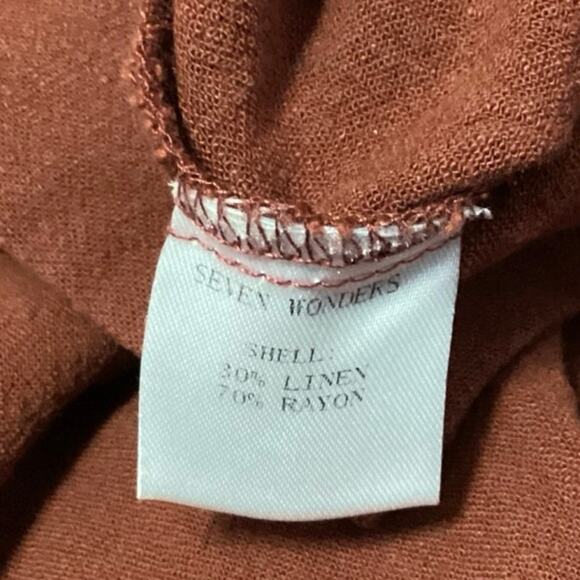 SEVEN WONDERS
SHELL:
30% LINEN
70% RAYON